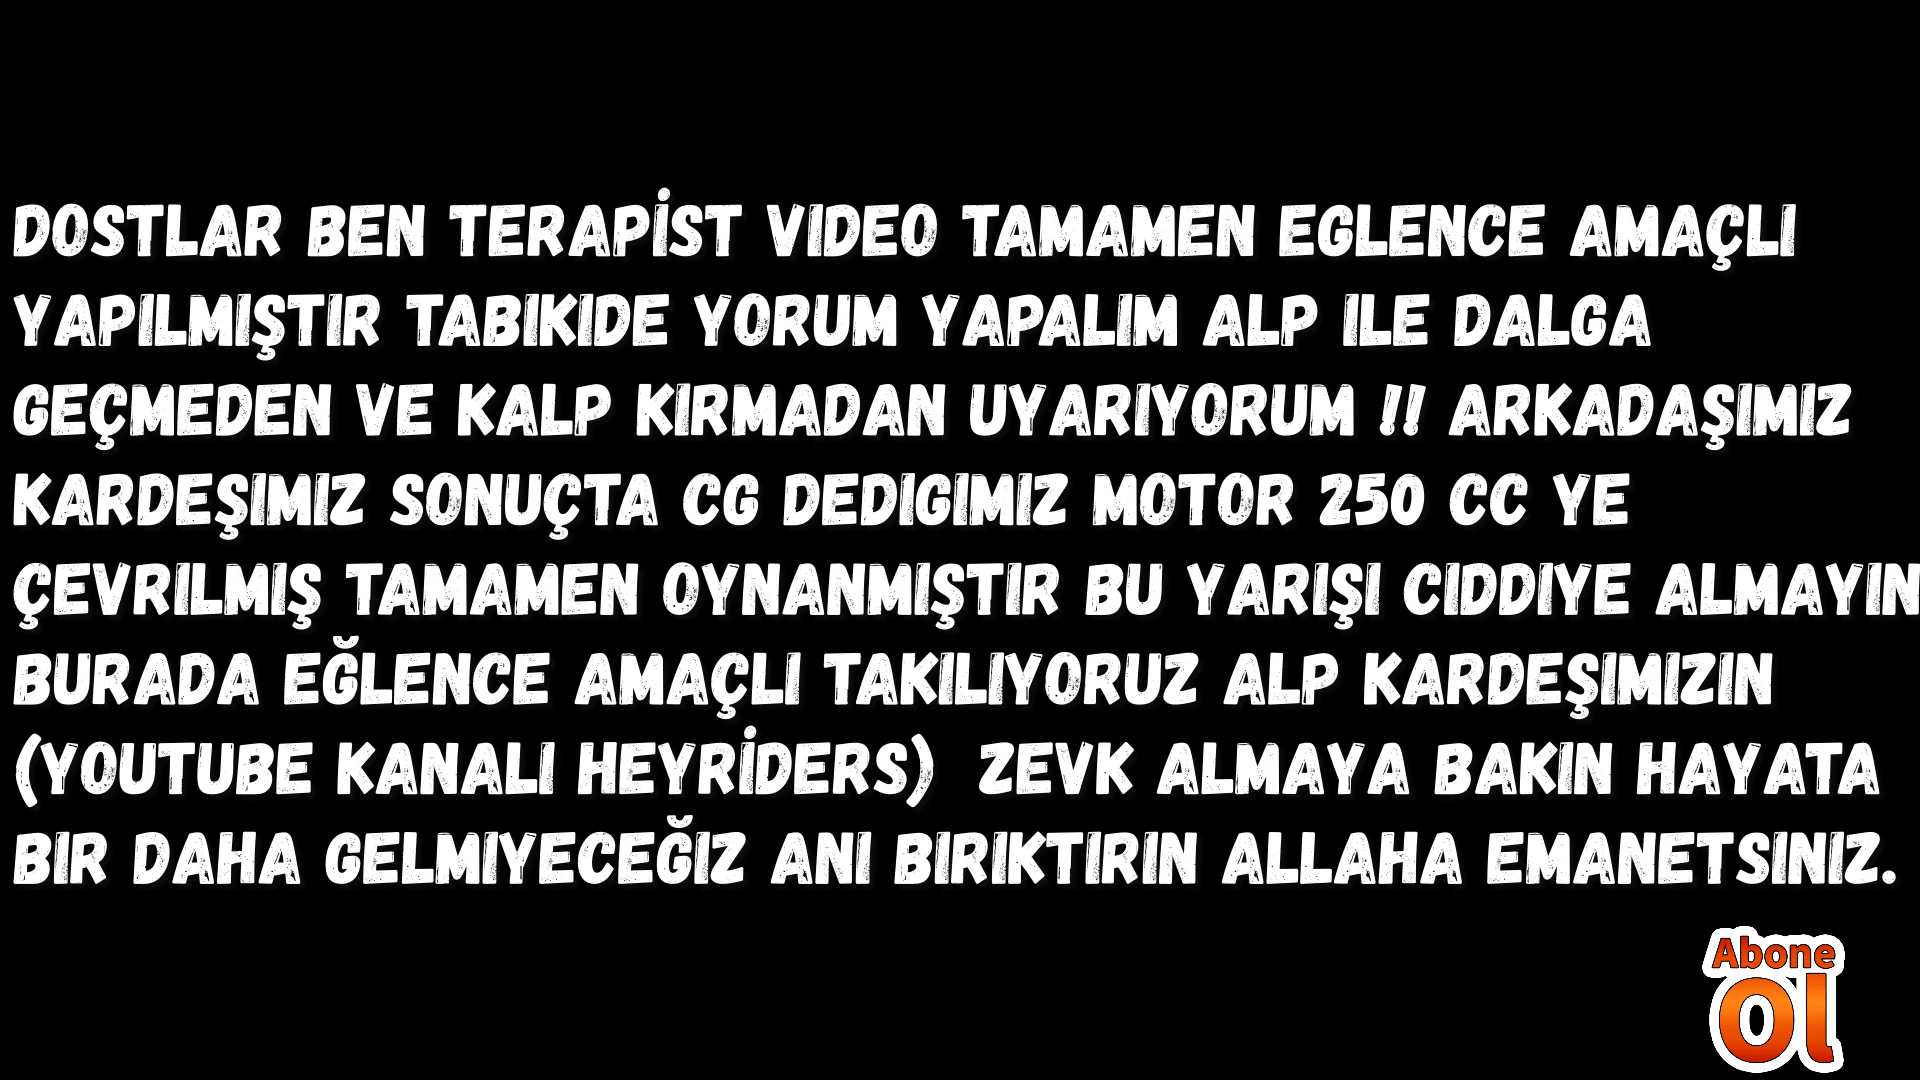 DOSTLAR BEN TERAPİST VIDEO TAMAMEN EGLENCE AMAÇLI
YAPILMIŞTIR TABIKIDE YORUM YAPALIM ALP ILE DALGA
GEÇMEDEN VE KALP KIRMADAN UYARIYORUM !! ARKADAŞIMIZ
KARDEŞIMIZ SONUÇTA CG DEDIGIMIZ MOTOR 250 CC YE
ÇEVRILMIŞ TAMAMEN OYNANMIŞTIR BU YARIŞI CIDDIYE ALMAYIN
BURADA EĞLENCE AMAÇLI TAKILIYORUZ ALP KARDEŞIMIZIN
(YOUTUBE KANALI HEYRİDERS) ZEVK ALMAYA BAKIN HAYATA
BIR DAHA GELMIYECEĞIZ ANI BIRIKTIRIN ALLAHA EMANETSINIZ.
Abone
Ol